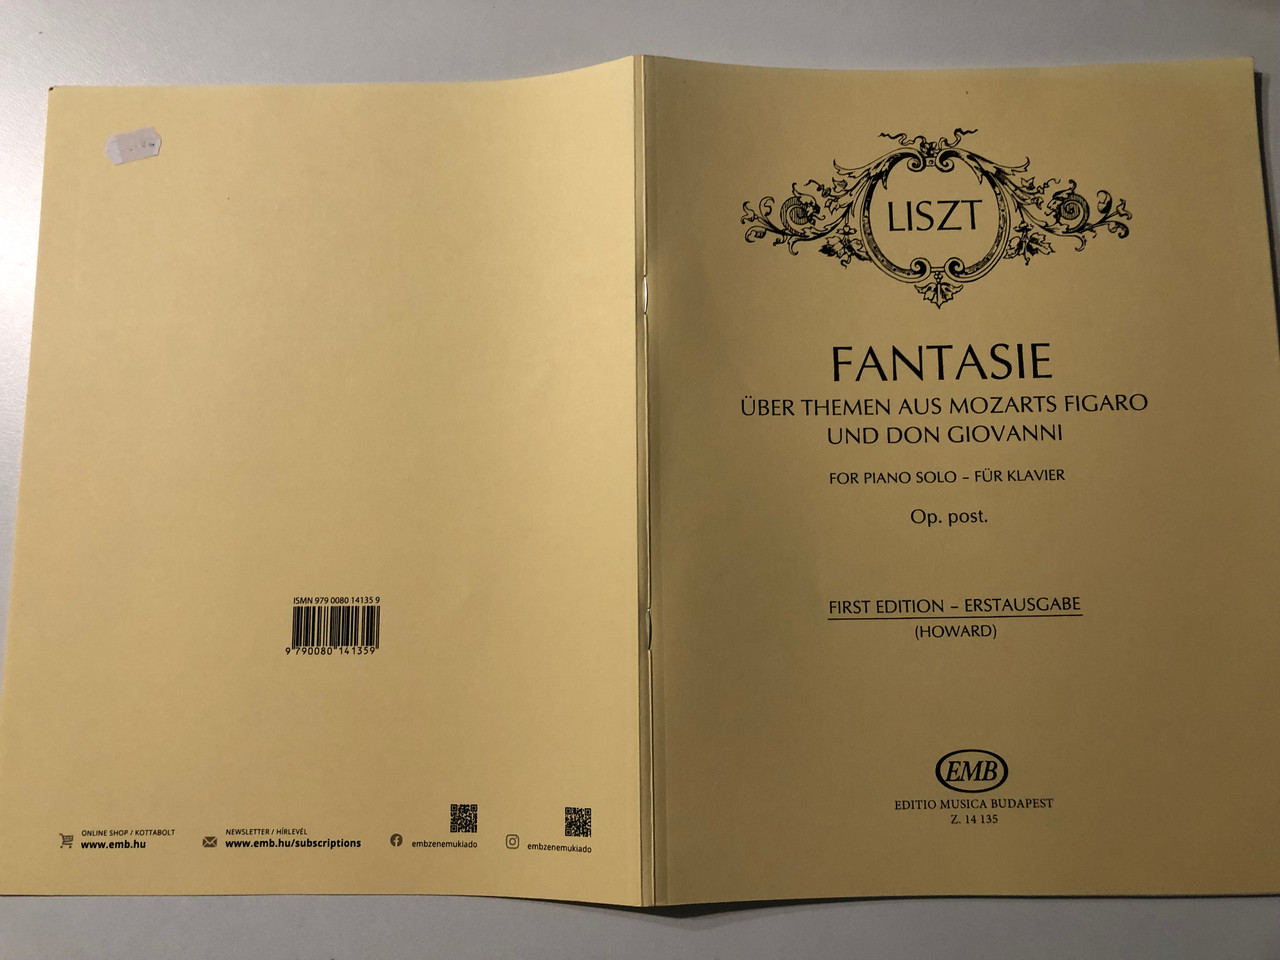 LISZT
FANTASIE
ÜBER THEMEN AUS MOZARTS FIGARO
UND DON GIOVANNI
FOR PIANO SOLO – FÜR KLAVIER
Op. post.
FIRST EDITION – ERSTAUSGABE
(HOWARD)
EMB
EDITIO MUSICA BUDAPEST
Z. 14 135
ISMN 979 0080 14135 9
9 790080 141359
ONLINE SHOP / KOTTABOLT
www.emb.hu
NEWSLETTER / HÍRLEVÉL
www.emb.hu/subscriptions
embzenemukiado
embzenemukiado